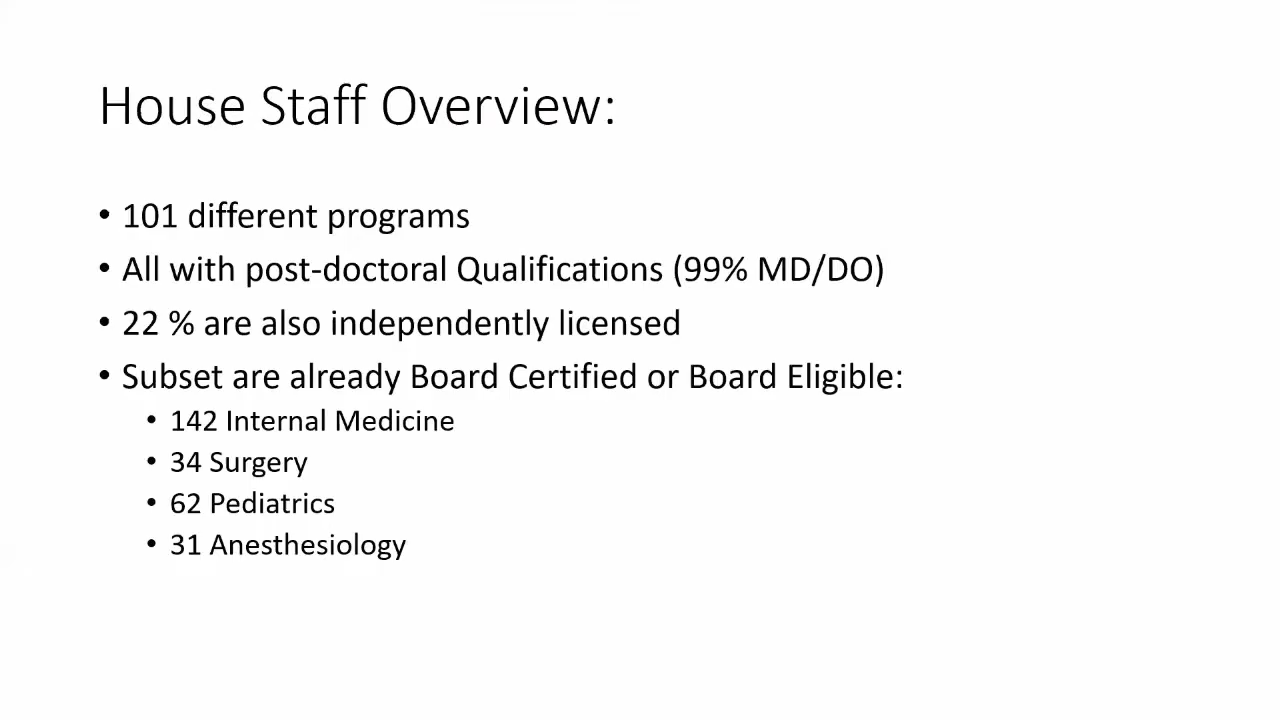 House Staff Overview:
• 101 different programs
• All with post-doctoral Qualifications (99% MD/DO)
• 22 % are also independently licensed
• Subset are already Board Certified or Board Eligible:
• 142 Internal Medicine
• 34 Surgery
• 62 Pediatrics
• 31 Anesthesiology